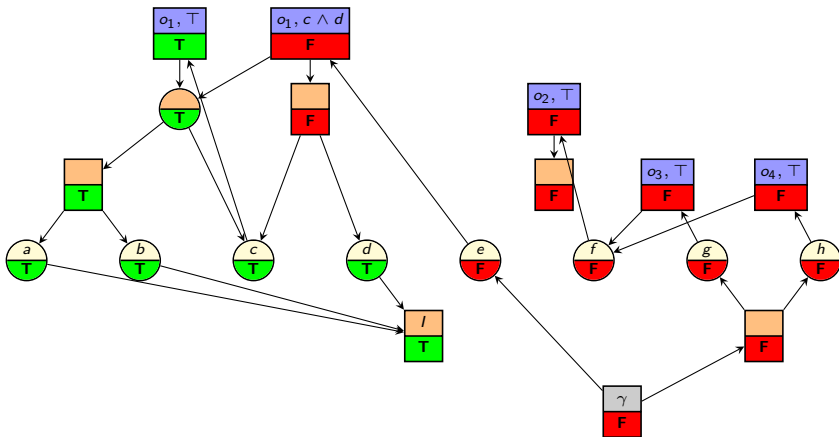 o₁, ⊤
T
o₁, c ∧ d
F
T
F
o₂, ⊤
F
T
F
o₃, ⊤
F
o₄, ⊤
F
a
T
b
T
c
T
d
T
e
F
f
F
g
F
h
F
I
T
F
γ
F